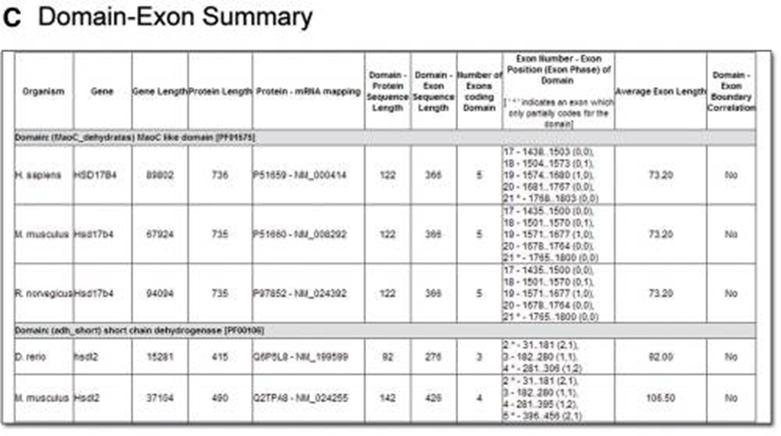 C Domain-Exon Summary
Organism Gene Gene Length Protein Length Protein - mRNA mapping Domain - Protein Sequence Length Domain - Exon Sequence Length Number of Exons coding Domain Exon Number - Exon Position (Exon Phase) of Domain [ '*' indicates an exon which only partially codes for the domain] Average Exon Length Domain - Exon Boundary Correlation
Domain: (MaoC_dehydratas) MaoC like domain [PF01575]
H. sapiens HSD17B4 89802 736 P51659 - NM_000414 122 366 5 17 - 1438..1503 (0,0), 73.20 No
18 - 1504..1573 (0,1),
19 - 1574..1680 (1,0),
20 - 1681..1767 (0,0),
21 * - 1768..1803 (0,0)
M. musculus Hsd17b4 67924 735 P51660 - NM_008292 122 366 5 17 - 1435..1500 (0,0), 73.20 No
18 - 1501..1570 (0,1),
19 - 1571..1677 (1,0),
20 - 1678..1764 (0,0),
21 * - 1765..1800 (0,0)
R. norvegicus Hsd17b4 94094 735 P97852 - NM_024392 122 366 5 17 - 1435..1500 (0,0), 73.20 No
18 - 1501..1570 (0,1),
19 - 1571..1677 (1,0),
20 - 1678..1764 (0,0),
21 * - 1765..1800 (0,0)
Domain: (adh_short) short chain dehydrogenase [PF00106]
D. rerio hsdl2 15281 415 Q6P5L8 - NM_199599 92 276 3 2 * - 31..181 (2,1), 92.00 No
3 - 182..280 (1,1),
4 * - 281..306 (1,2)
M. musculus Hsdl2 37104 490 Q2TPA8 - NM_024255 142 426 4 2 * - 31..181 (2,1), 106.50 No
3 - 182..280 (1,1),
4 - 281..395 (1,2),
5 * - 396..456 (2,1)